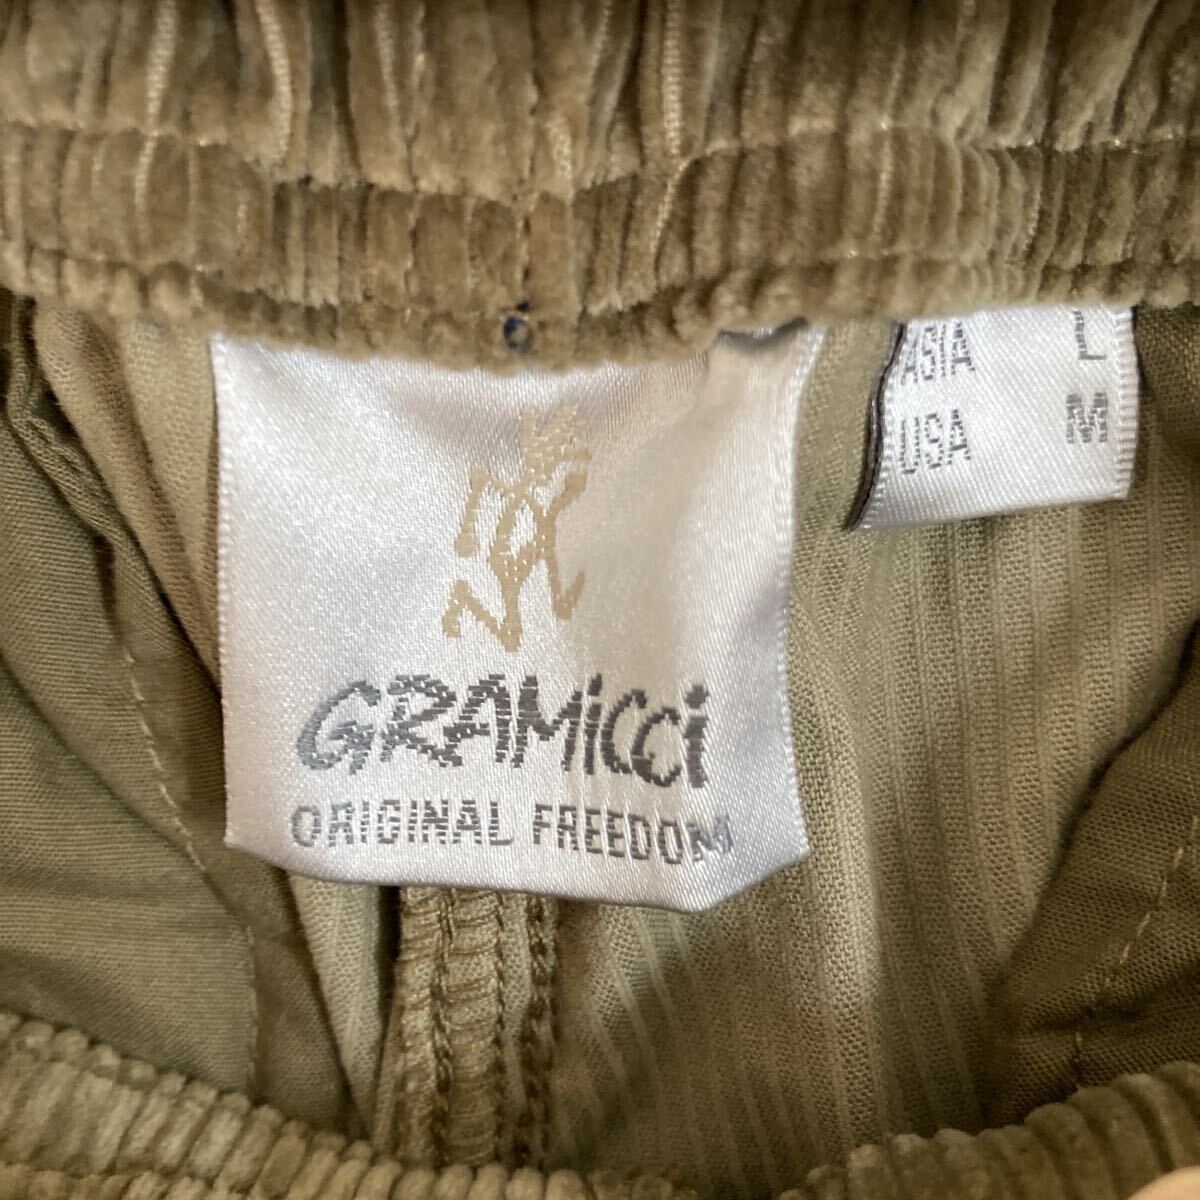 GRAMiCCi
ORIGINAL FREEDOM
ASIA L
USA M